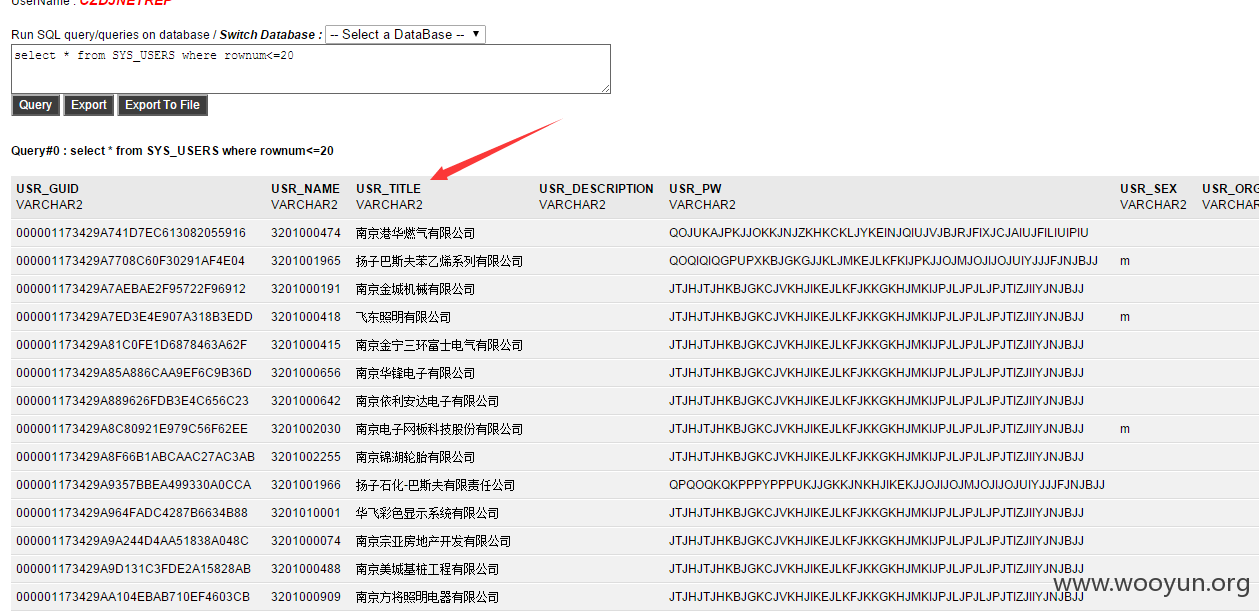 UserName : CZDJNETREP
Run SQL query/queries on database / Switch Database : -- Select a DataBase -- ▼
select * from SYS_USERS where rownum<=20
Query Export Export To File
Query#0 : select * from SYS_USERS where rownum<=20
USR_GUID USR_NAME USR_TITLE USR_DESCRIPTION USR_PW USR_SEX USR_ORG
VARCHAR2 VARCHAR2 VARCHAR2 VARCHAR2 VARCHAR2 VARCHAR2 VARCHAR
000001173429A741D7EC613082055916 3201000474 南京港华燃气有限公司 QOJUKAJPKJJOKKJNJZKHKCKLJYKEINJQIUJVJBJRJFIXJCJAIUJFILIUIPIU
000001173429A7708C60F30291AF4E04 3201001965 扬子巴斯夫苯乙烯系列有限公司 QOQIQIQGPUPXKBJGKGJJKLJMKEJLKFKIJPKJJOJMJOJIJOJUIYJJJFJNJBJJ m
000001173429A7AEBAE2F95722F96912 3201000191 南京金城机械有限公司 JTJHJTJHKBJGKCJVKHJIKEJLKFJKKGKHJMKIJPJLJPJLJPJTIZJIIYJNJBJJ
000001173429A7ED3E4E907A318B3EDD 3201000418 飞东照明有限公司 JTJHJTJHKBJGKCJVKHJIKEJLKFJKKGKHJMKIJPJLJPJLJPJTIZJIIYJNJBJJ m
000001173429A81C0FE1D6878463A62F 3201000415 南京金宁三环富士电气有限公司 JTJHJTJHKBJGKCJVKHJIKEJLKFJKKGKHJMKIJPJLJPJLJPJTIZJIIYJNJBJJ
000001173429A85A886CAA9EF6C9B36D 3201000656 南京华锋电子有限公司 JTJHJTJHKBJGKCJVKHJIKEJLKFJKKGKHJMKIJPJLJPJLJPJTIZJIIYJNJBJJ
000001173429A889626FDB3E4C656C23 3201000642 南京依利安达电子有限公司 JTJHJTJHKBJGKCJVKHJIKEJLKFJKKGKHJMKIJPJLJPJLJPJTIZJIIYJNJBJJ
000001173429A8C80921E979C56F62EE 3201002030 南京电子网板科技股份有限公司 JTJHJTJHKBJGKCJVKHJIKEJLKFJKKGKHJMKIJPJLJPJLJPJTIZJIIYJNJBJJ m
000001173429A8F66B1ABCAAC27AC3AB 3201002255 南京锦湖轮胎有限公司 JTJHJTJHKBJGKCJVKHJIKEJLKFJKKGKHJMKIJPJLJPJLJPJTIZJIIYJNJBJJ
000001173429A9357BBEA499330A0CCA 3201001966 扬子石化-巴斯夫有限责任公司 QPQOQKQKPPPYPPPUKJJGKKJNKHJIKEKJJOJIJOJMJOJIJOJUIYJJJFJNJBJJ
000001173429A964FADC4287B6634B88 3201010001 华飞彩色显示系统有限公司 JTJHJTJHKBJGKCJVKHJIKEJLKFJKKGKHJMKIJPJLJPJLJPJTIZJIIYJNJBJJ
000001173429A9A244D4AA51838A048C 3201000074 南京宗亚房地产开发有限公司 JTJHJTJHKBJGKCJVKHJIKEJLKFJKKGKHJMKIJPJLJPJLJPJTIZJIIYJNJBJJ
000001173429A9D131C3FDE2A15828AB 3201000488 南京美城基桩工程有限公司 JTJHJTJHKBJGKCJVKHJIKEJLKFJKKGKHJMKIJPJLJPJLJPJTIZJIIYJNJBJJ
000001173429AA104EBAB710EF4603CB 3201000909 南京方将照明电器有限公司 JTJHJTJHKBJGKCJVKHJIKEJLKFJKKGKHJMKIJPJLJPJLJPJTIZJIIYJNJBJJ
www.wooyun.org